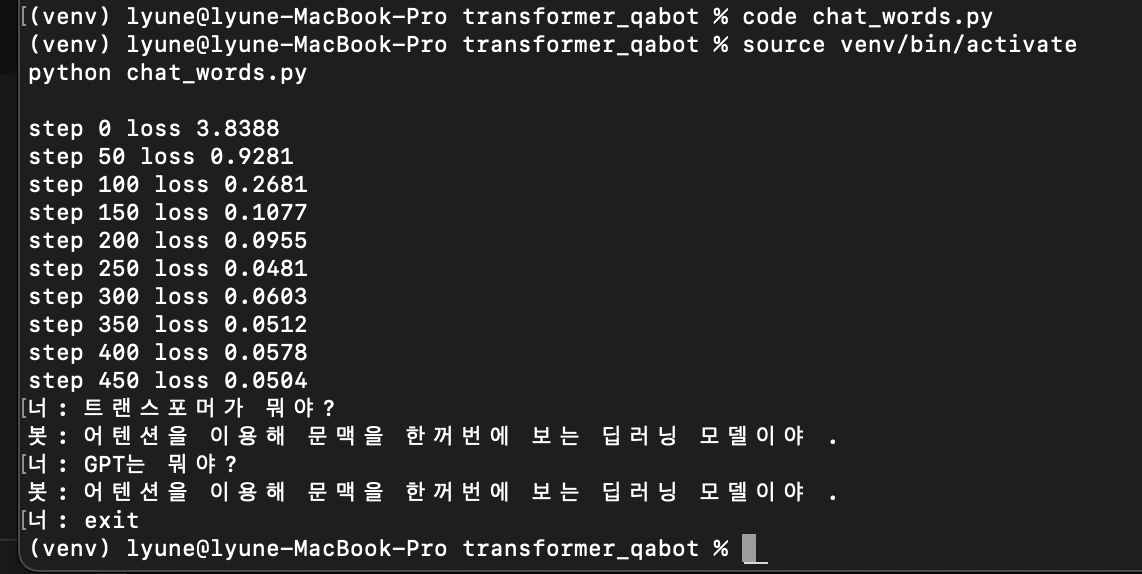 (venv) lyune@lyune-MacBook-Pro transformer_qabot % code chat_words.py
(venv) lyune@lyune-MacBook-Pro transformer_qabot % source venv/bin/activate
python chat_words.py
step 0 loss 3.8388
step 50 loss 0.9281
step 100 loss 0.2681
step 150 loss 0.1077
step 200 loss 0.0955
step 250 loss 0.0481
step 300 loss 0.0603
step 350 loss 0.0512
step 400 loss 0.0578
step 450 loss 0.0504
너: 트랜스포머가 뭐야?
봇: 어텐션을 이용해 문맥을 한꺼번에 보는 딥러닝 모델이야 .
너: GPT는 뭐야?
봇: 어텐션을 이용해 문맥을 한꺼번에 보는 딥러닝 모델이야 .
너: exit
(venv) lyune@lyune-MacBook-Pro transformer_qabot %